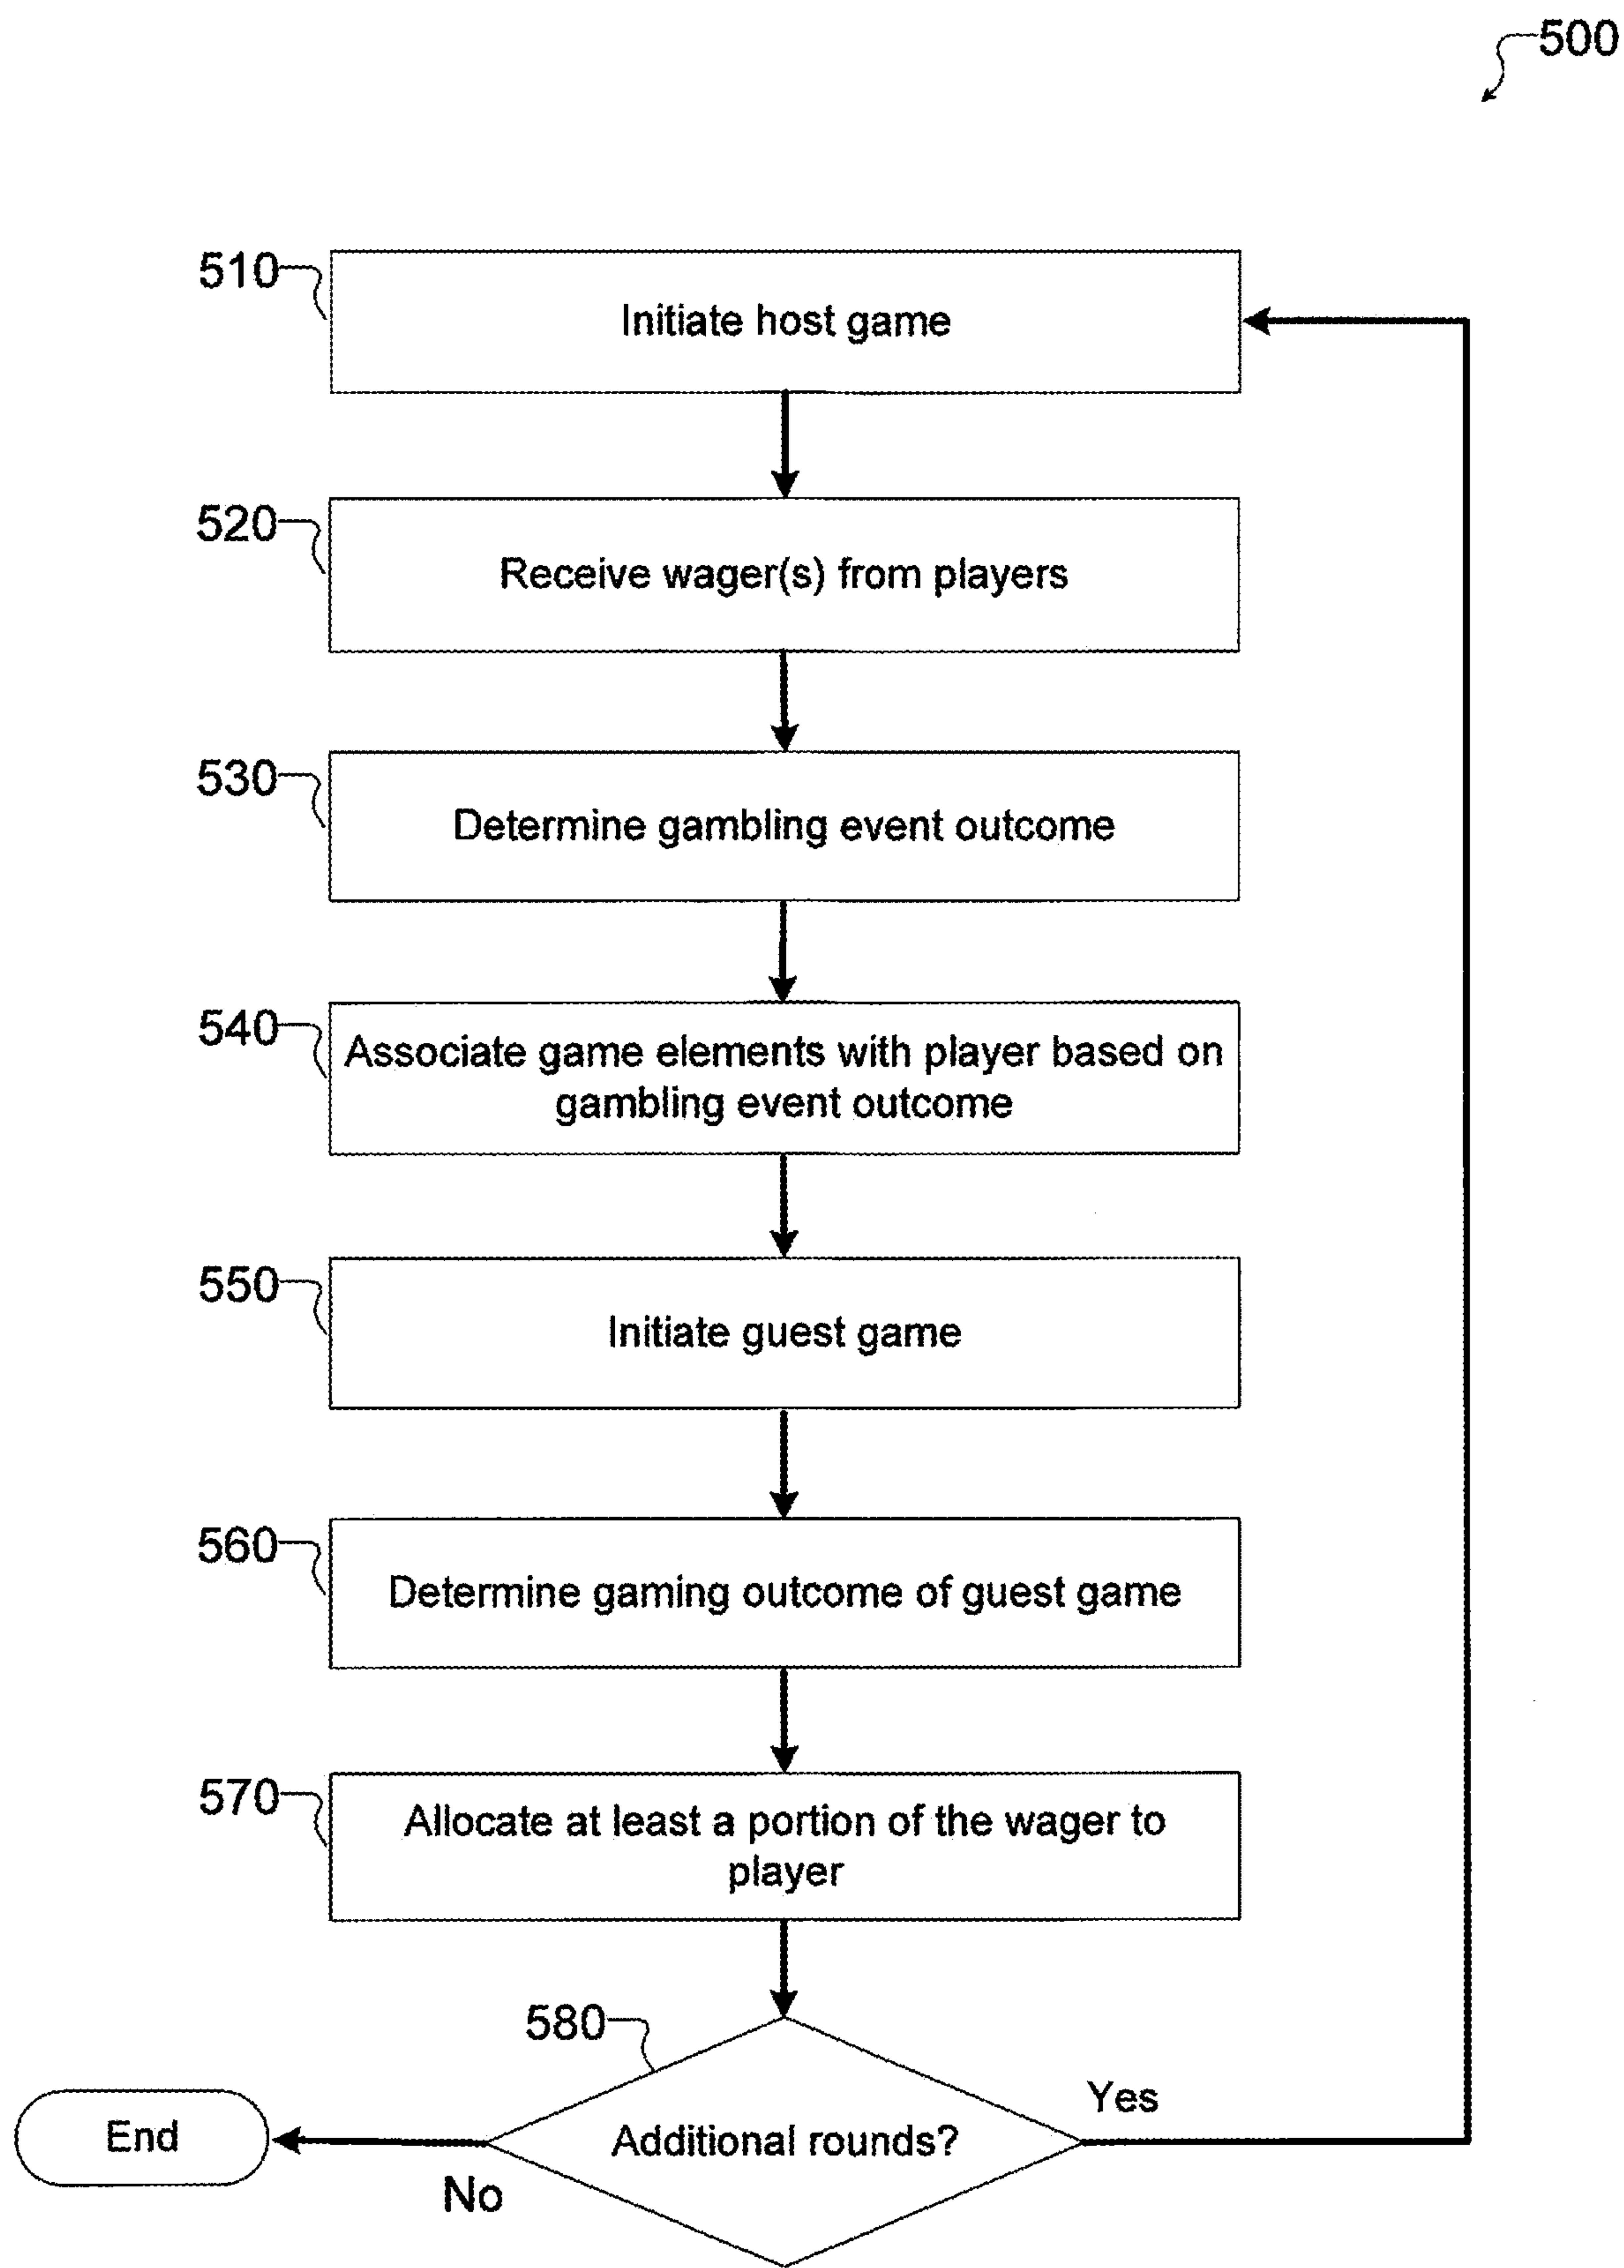 500
510
Initiate host game
520
Receive wager(s) from players
530
Determine gambling event outcome
540
Associate game elements with player based on
gambling event outcome
550
Initiate guest game
560
Determine gaming outcome of guest game
570
Allocate at least a portion of the wager to
player
580
Additional rounds?
Yes
No
End